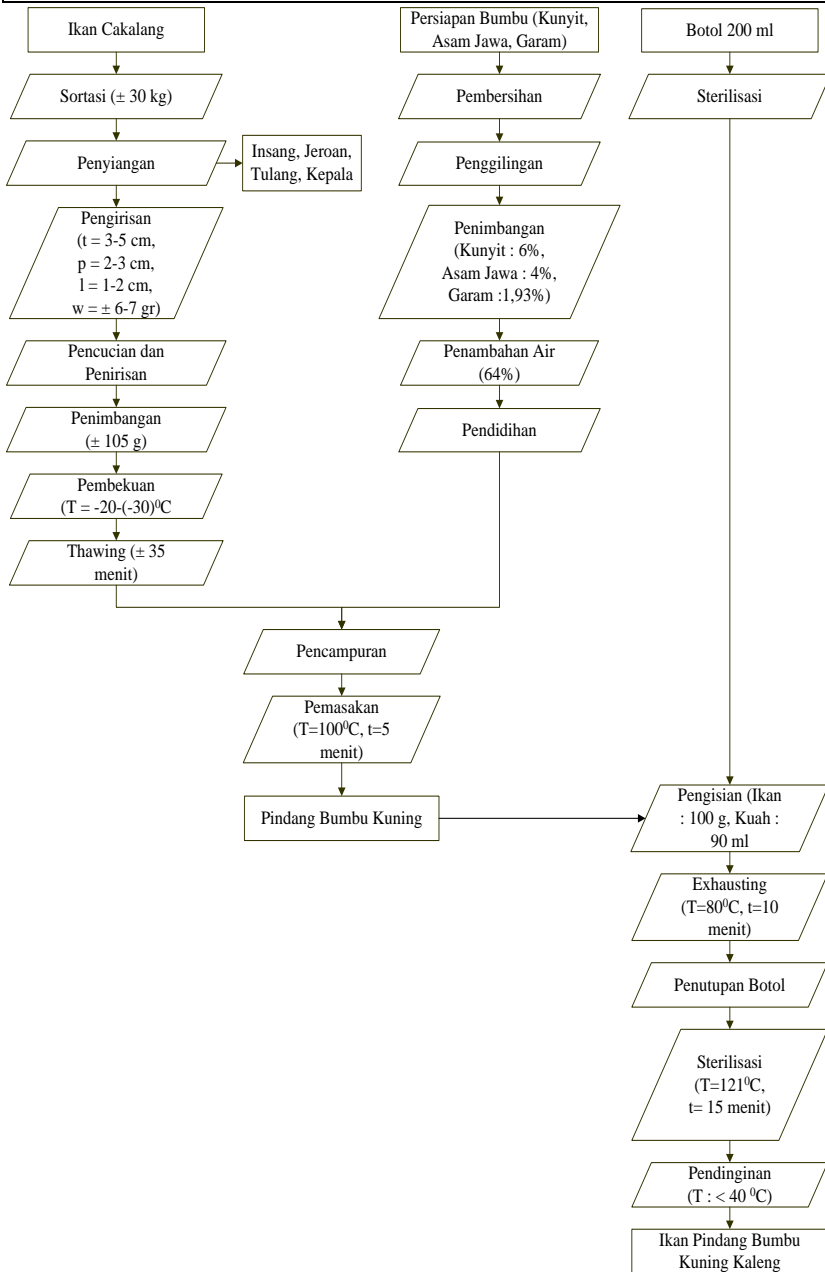 Ikan Cakalang
Sortasi (± 30 kg)
Penyiangan
Insang, Jeroan,
Tulang, Kepala
Pengirisan
(t = 3-5 cm,
p = 2-3 cm,
l = 1-2 cm,
w = ± 6-7 gr)
Pencucian dan
Penirisan
Penimbangan
(± 105 g)
Pembekuan
(T = -20-(-30)⁰C
Thawing (± 35
menit)
Persiapan Bumbu (Kunyit,
Asam Jawa, Garam)
Pembersihan
Penggilingan
Penimbangan
(Kunyit : 6%,
Asam Jawa : 4%,
Garam :1,93%)
Penambahan Air
(64%)
Pendidihan
Pencampuran
Pemasakan
(T=100⁰C, t=5
menit)
Pindang Bumbu Kuning
Botol 200 ml
Sterilisasi
Pengisian (Ikan
: 100 g, Kuah :
90 ml
Exhausting
(T=80⁰C, t=10
menit)
Penutupan Botol
Sterilisasi
(T=121⁰C,
t= 15 menit)
Pendinginan
(T : < 40 ⁰C)
Ikan Pindang Bumbu
Kuning Kaleng